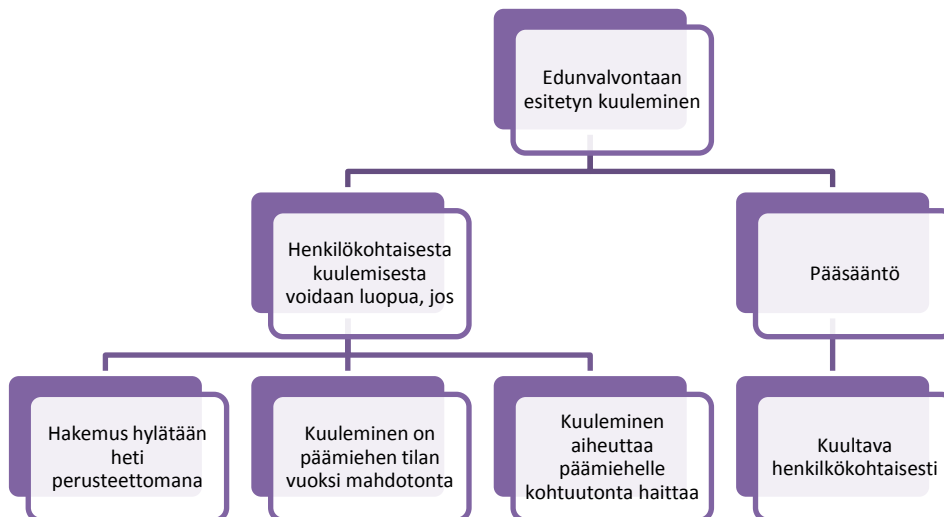 Edunvalvontaan
esitetyn kuuleminen
Henkilökohtaisesta
kuulemisesta
voidaan luopua, jos
Pääsääntö
Hakemus hylätään
heti
perusteettomana
Kuuleminen on
päämiehen tilan
vuoksi mahdotonta
Kuuleminen
aiheuttaa
päämiehelle
kohtuutonta haittaa
Kuultava
henkilkökohtaisesti